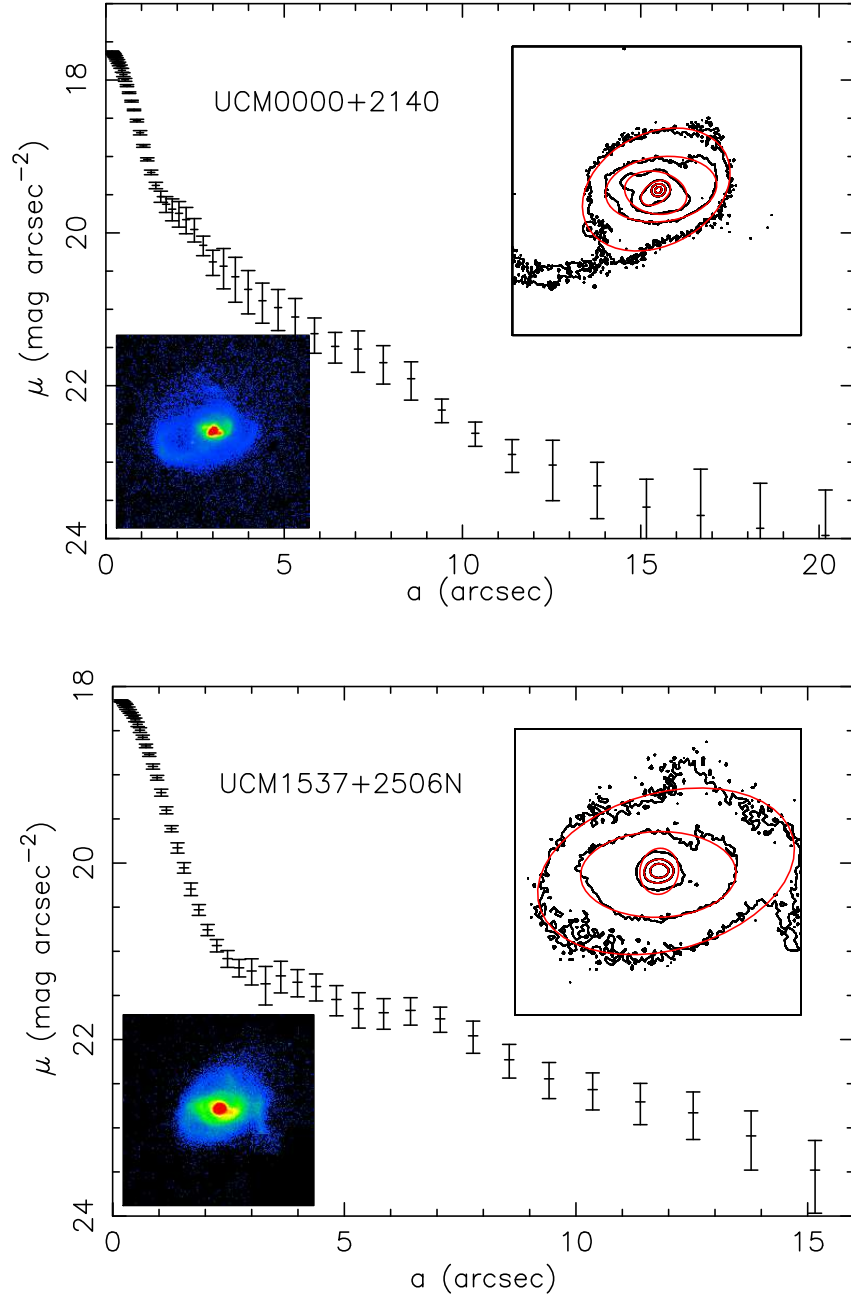 18
20
22
24
μ (mag arcsec−2)
UCM0000+2140
0 5 10 15 20
a (arcsec)
18
20
22
24
μ (mag arcsec−2)
UCM1537+2506N
0 5 10 15
a (arcsec)